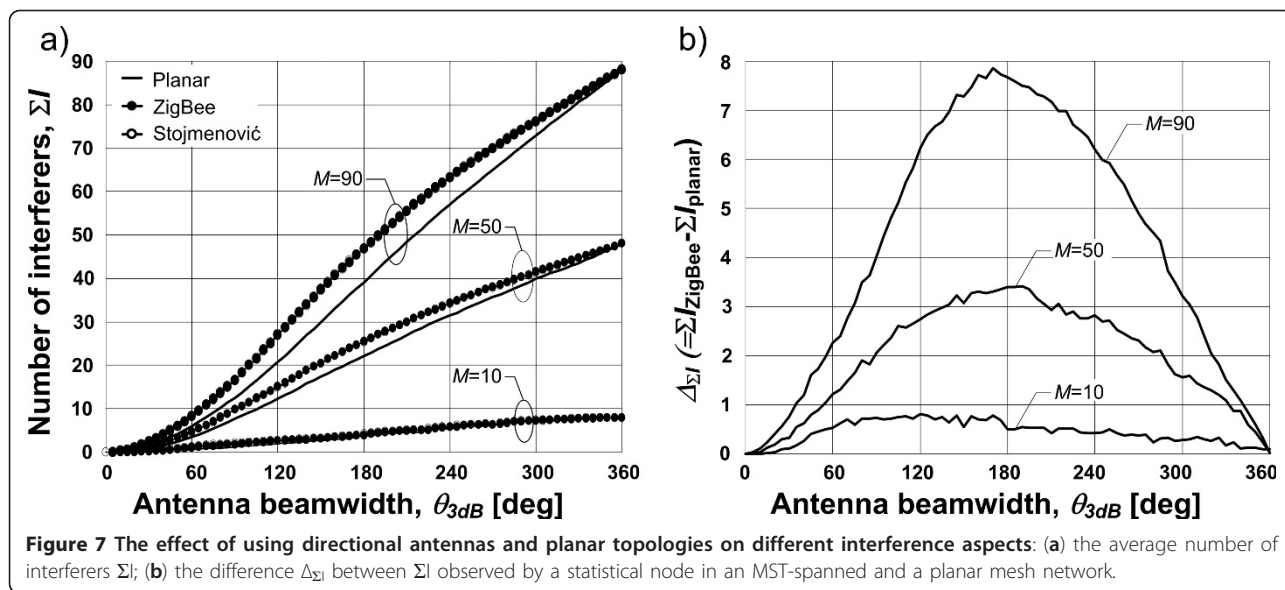 a)
90
80
70
60
50
40
30
20
10
0
Number of interferers, ΣI
Planar
ZigBee
Stojmenović
M=90
M=50
M=10
60 120 180 240 300 360
Antenna beamwidth, θ3dB [deg]
b)
8
7
6
5
4
3
2
1
0
ΔΣI (=ΣIZigBee-ΣIplanar)
M=90
M=50
M=10
0 60 120 180 240 300 360
Antenna beamwidth, θ3dB [deg]
Figure 7 The effect of using directional antennas and planar topologies on different interference aspects: (a) the average number of
interferers ΣI; (b) the difference ΔΣI between ΣI observed by a statistical node in an MST-spanned and a planar mesh network.